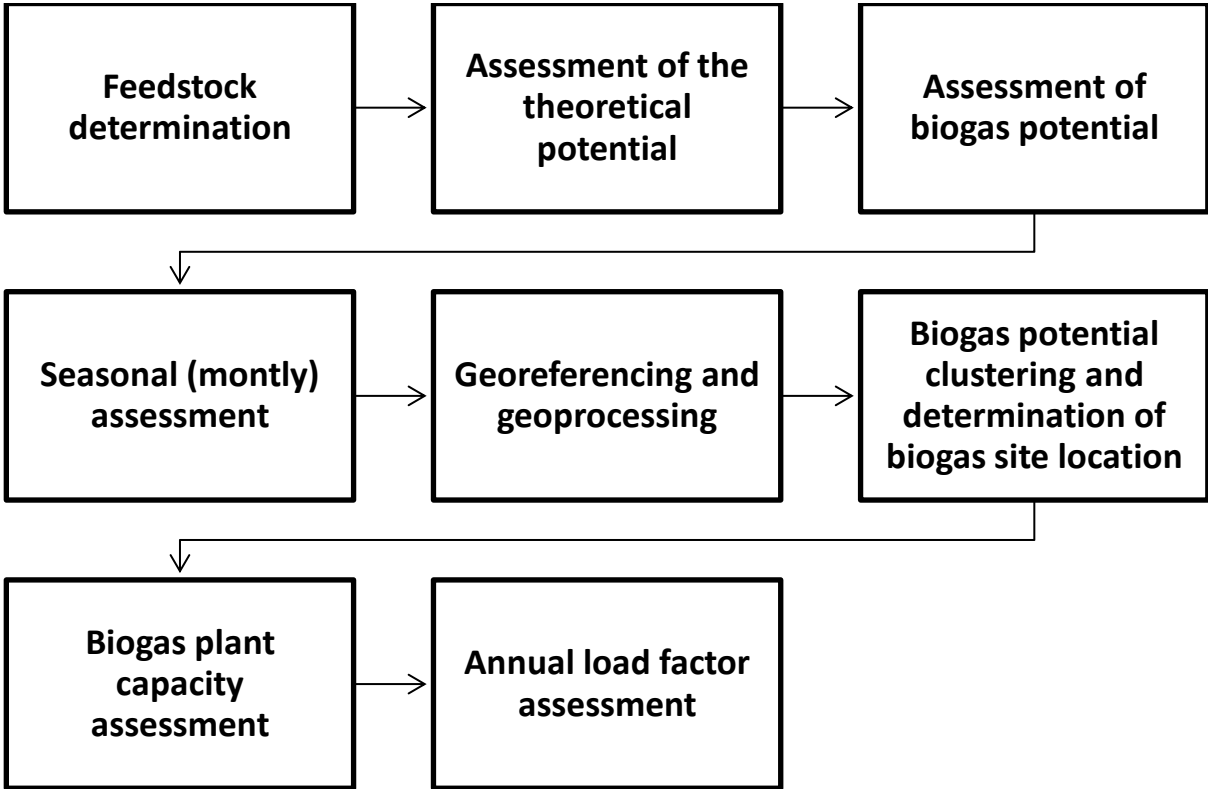 Feedstock
determination
Assessment of the
theoretical
potential
Assessment of
biogas potential
Seasonal (montly)
assessment
Georeferencing and
geoprocessing
Biogas potential
clustering and
determination of
biogas site location
Biogas plant
capacity
assessment
Annual load factor
assessment